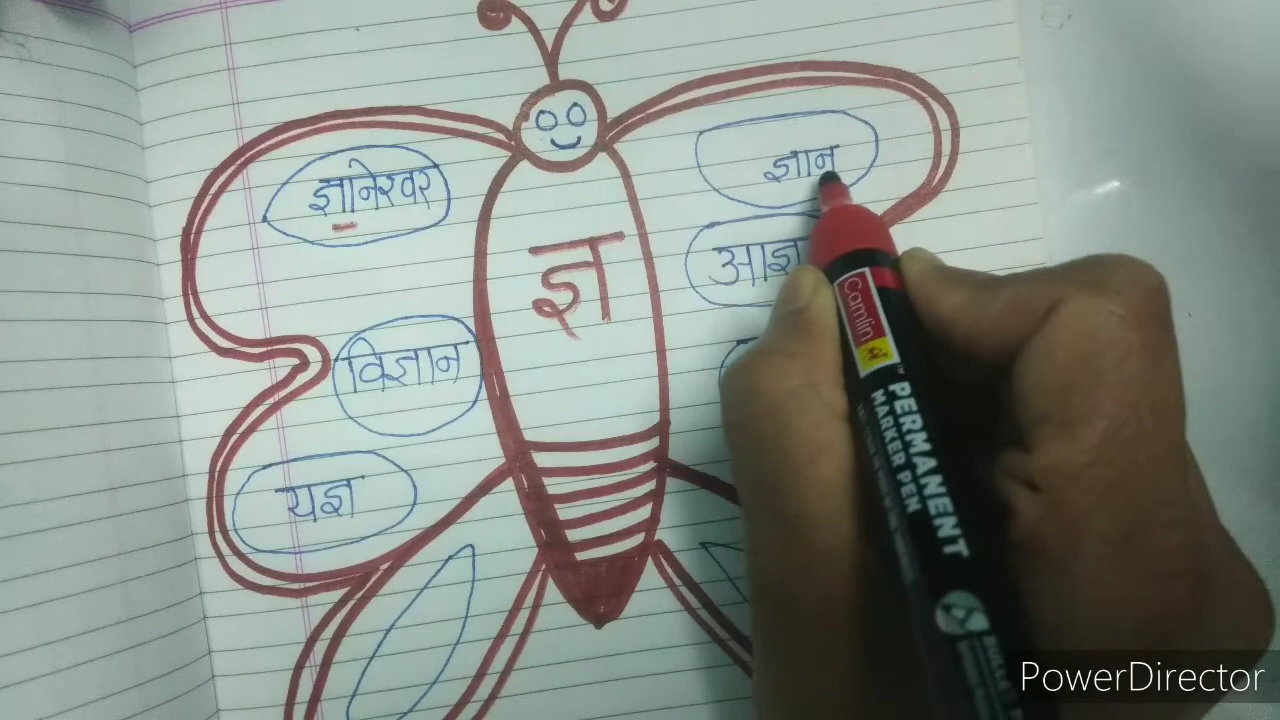 ज्ञानेश्वर
ज्ञान
ज्ञ
विज्ञान
यज्ञ
Camlin
PERMANENT
MARKER PEN
PowerDirector